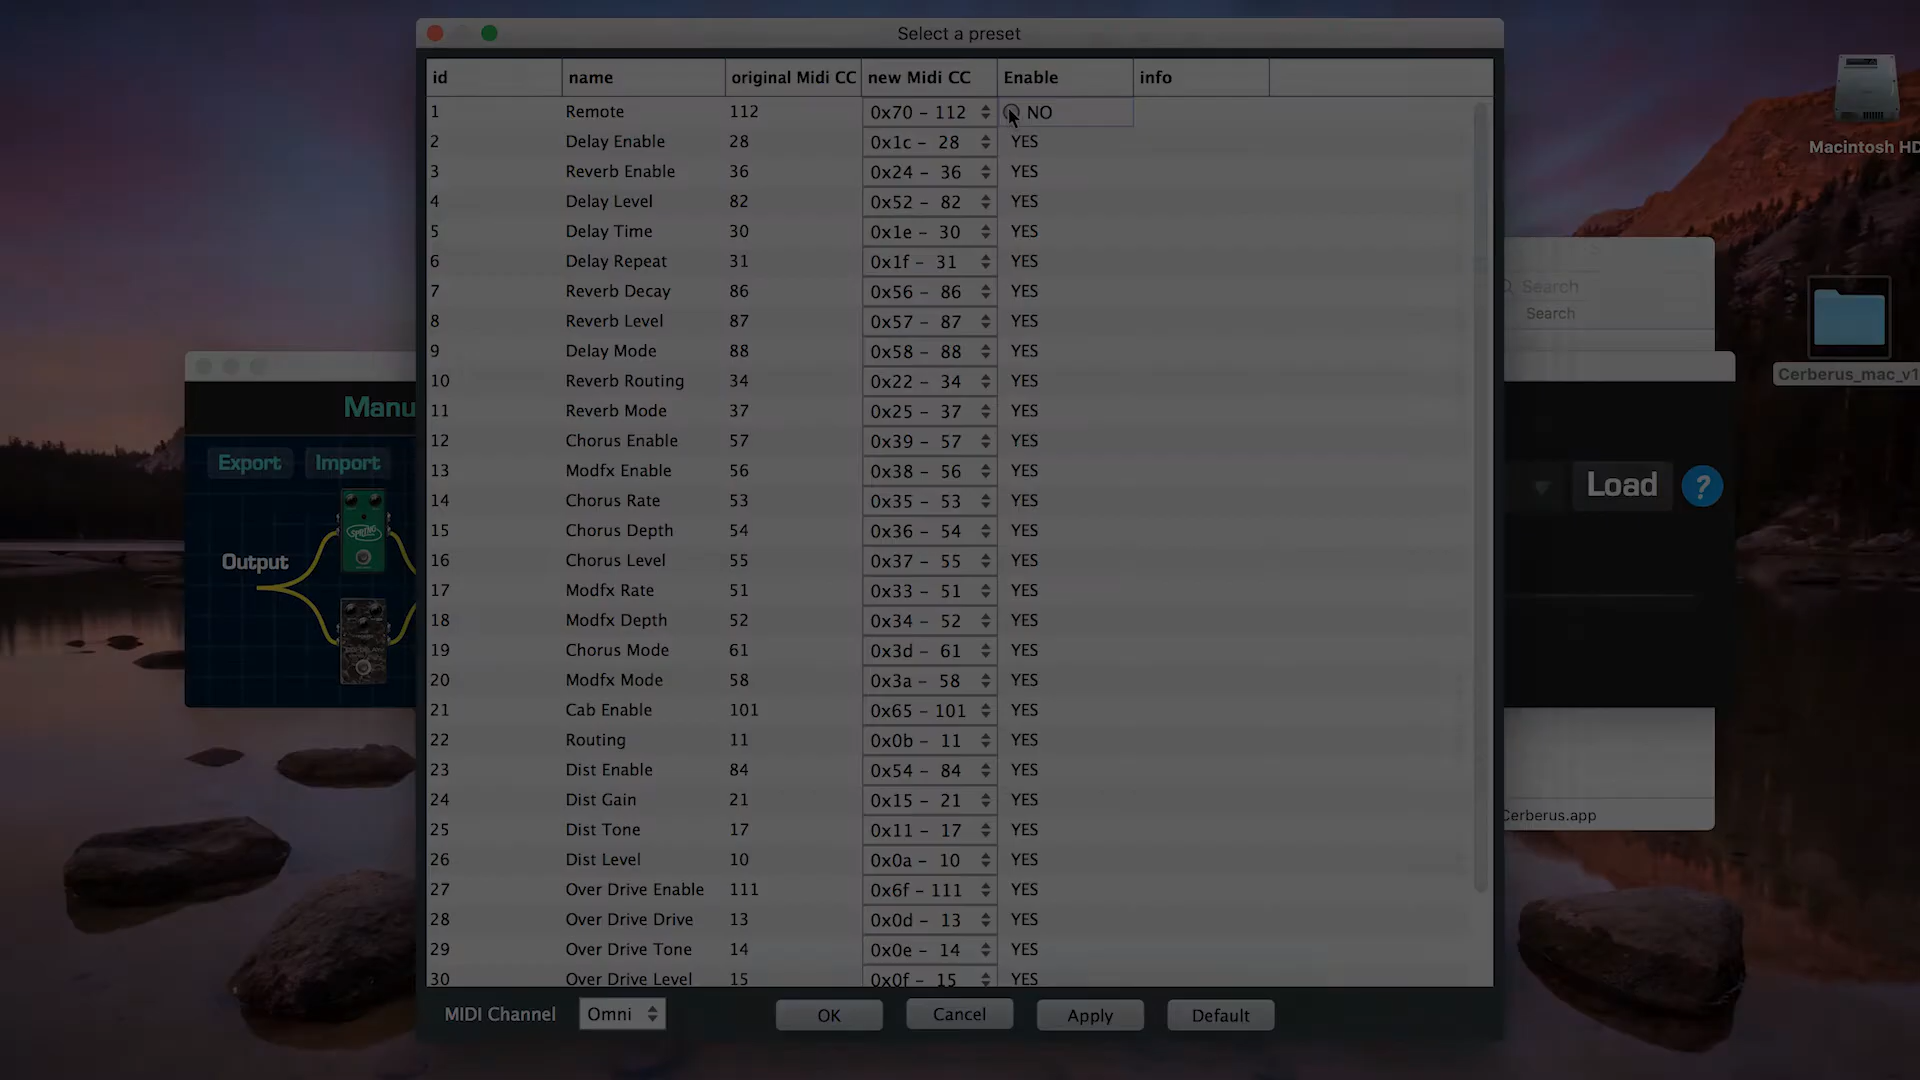 Select a preset
id name original Midi CC new Midi CC Enable info
1 Remote 112 0x70 - 112 NO
2 Delay Enable 28 0x1c - 28 YES
3 Reverb Enable 36 0x24 - 36 YES
4 Delay Level 82 0x52 - 82 YES
5 Delay Time 30 0x1e - 30 YES
6 Delay Repeat 31 0x1f - 31 YES
7 Reverb Decay 86 0x56 - 86 YES
8 Reverb Level 87 0x57 - 87 YES
9 Delay Mode 88 0x58 - 88 YES
10 Reverb Routing 34 0x22 - 34 YES
11 Reverb Mode 37 0x25 - 37 YES
12 Chorus Enable 57 0x39 - 57 YES
13 Modfx Enable 56 0x38 - 56 YES
14 Chorus Rate 53 0x35 - 53 YES
15 Chorus Depth 54 0x36 - 54 YES
16 Chorus Level 55 0x37 - 55 YES
17 Modfx Rate 51 0x33 - 51 YES
18 Modfx Depth 52 0x34 - 52 YES
19 Chorus Mode 61 0x3d - 61 YES
20 Modfx Mode 58 0x3a - 58 YES
21 Cab Enable 101 0x65 - 101 YES
22 Routing 11 0x0b - 11 YES
23 Dist Enable 84 0x54 - 84 YES
24 Dist Gain 21 0x15 - 21 YES
25 Dist Tone 17 0x11 - 17 YES
26 Dist Level 10 0x0a - 10 YES
27 Over Drive Enable 111 0x6f - 111 YES
28 Over Drive Drive 13 0x0d - 13 YES
29 Over Drive Tone 14 0x0e - 14 YES
30 Over Drive Level 15 0x0f - 15 YES
MIDI Channel Omni OK Cancel Apply Default
Manu
Export Import
SPRING
Output
Search
Search
Load ?
Cerberus.app
Macintosh HD
Cerberus_mac_v1